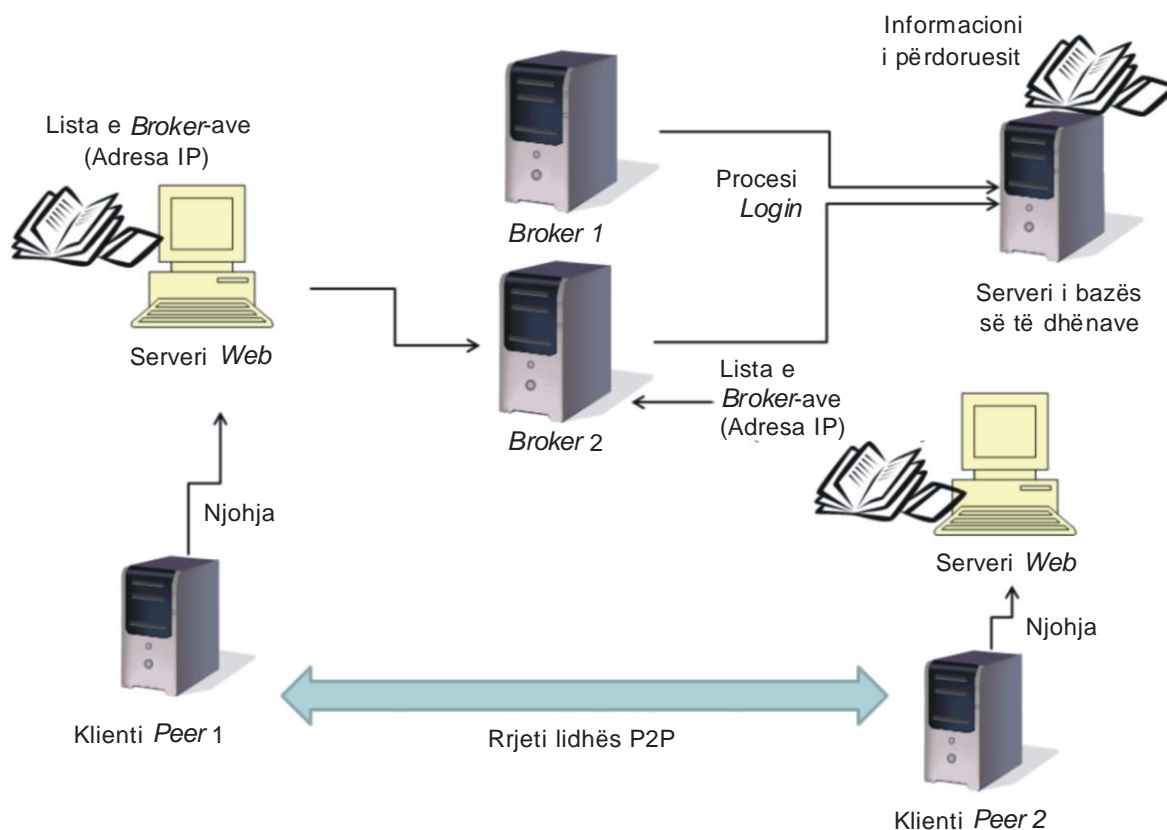 Informacioni
i përdoruesit
Lista e Broker-ave
(Adresa IP)
Procesi
Login
Broker 1
Serveri i bazës
së të dhënave
Serveri Web
Lista e
Broker-ave
(Adresa IP)
Broker 2
Njohja
Serveri Web
Njohja
Klienti Peer 1
Rrjeti lidhës P2P
Klienti Peer 2